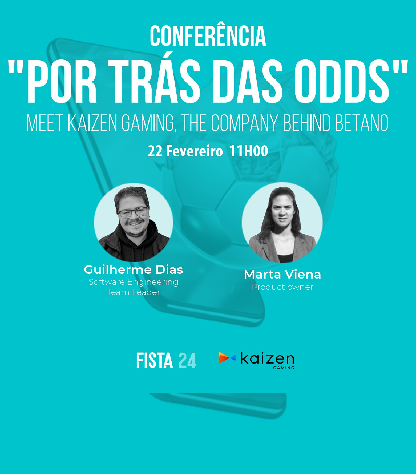 CONFERÊNCIA
"POR TRÁS DAS ODDS"
MEET KAIZEN GAMING, THE COMPANY BEHIND BETANO
22 Fevereiro 11H00
Guilherme Dias
Software Engineering
Team Leader
Marta Viena
Product owner
FISTA 24
kaizen
GAMING